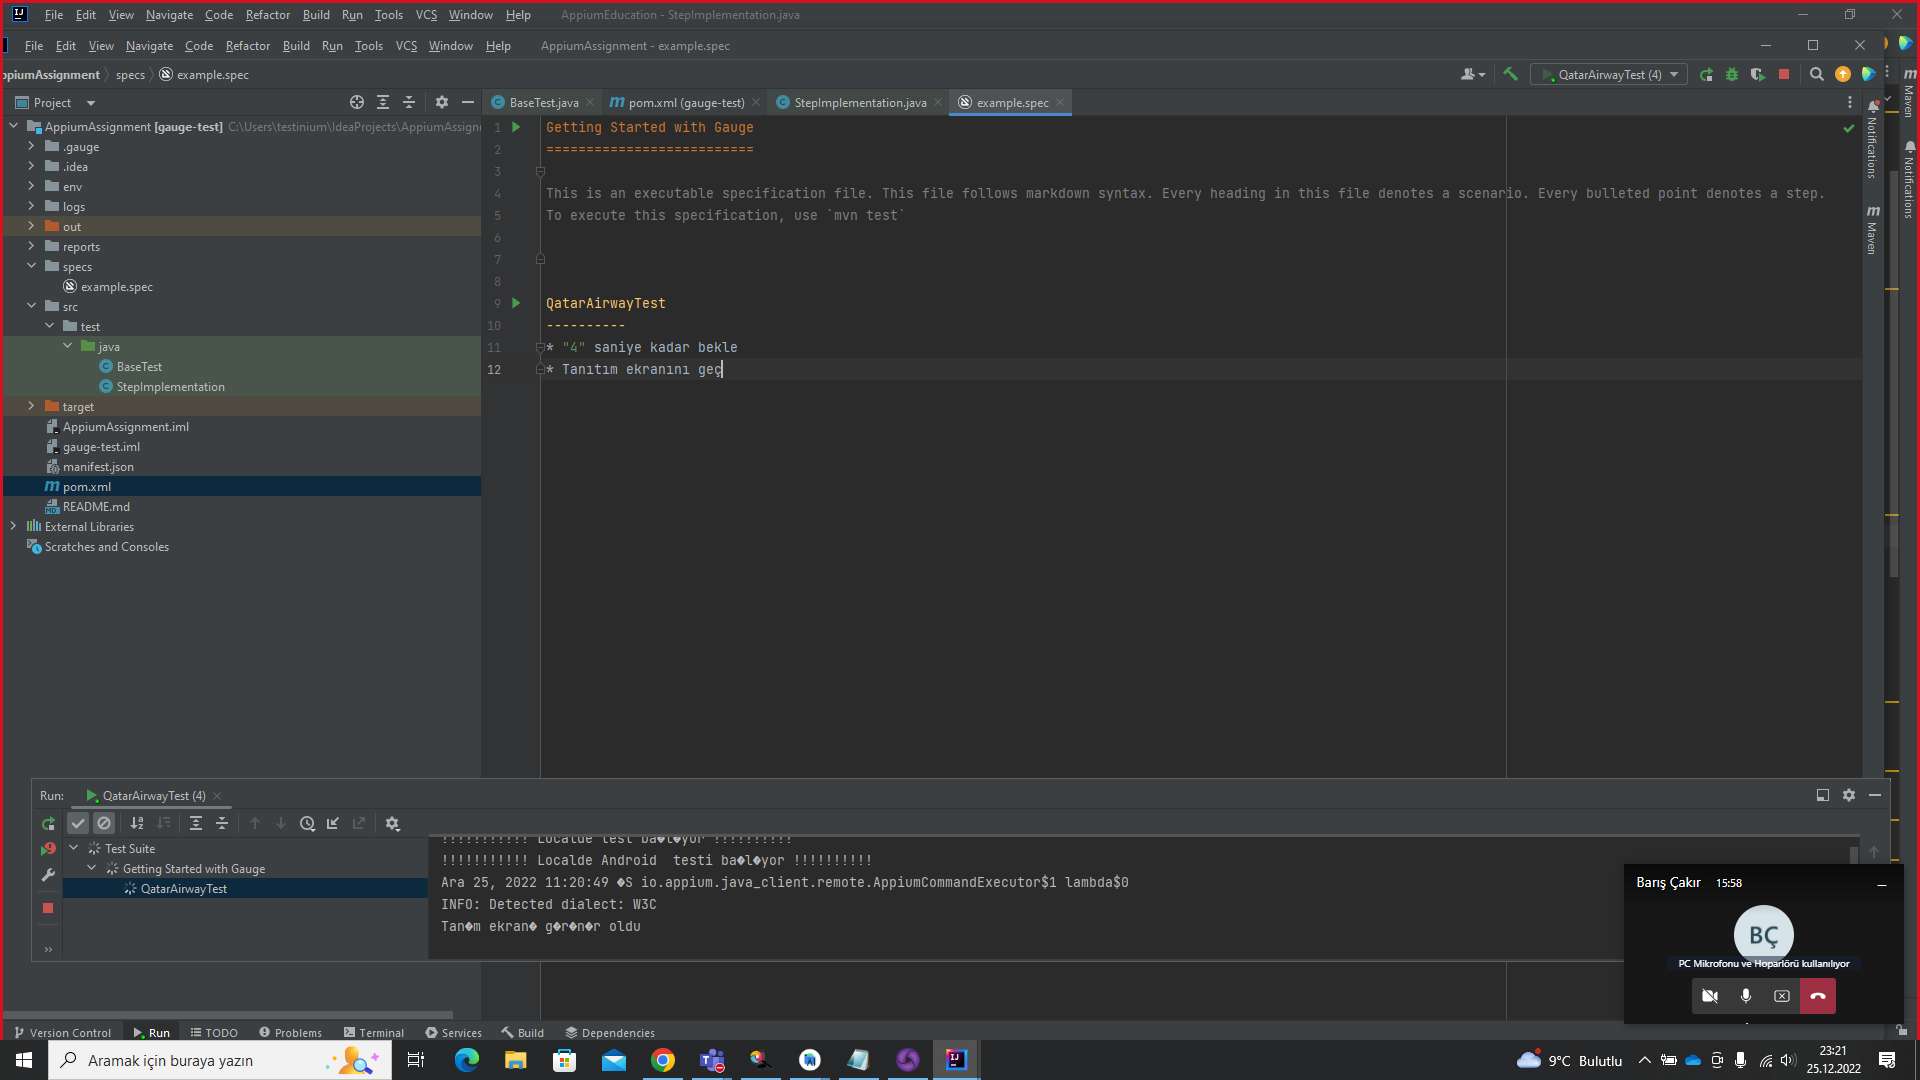 File Edit View Navigate Code Refactor Build Run Tools VCS Window Help AppiumEducation - StepImplementation.java
File Edit View Navigate Code Refactor Build Run Tools VCS Window Help AppiumAssignment - example.spec
ppiumAssignment specs example.spec
QatarAirwayTest (4)
Project
BaseTest.java pom.xml (gauge-test) StepImplementation.java example.spec
AppiumAssignment [gauge-test] C:\Users\testinium\IdeaProjects\AppiumAssignn
.gauge
.idea
env
logs
out
reports
specs
example.spec
src
test
java
BaseTest
StepImplementation
target
AppiumAssignment.iml
gauge-test.iml
manifest.json
pom.xml
README.md
External Libraries
Scratches and Consoles
1 Getting Started with Gauge
2 ==========================
3
4 This is an executable specification file. This file follows markdown syntax. Every heading in this file denotes a scenario. Every bulleted point denotes a step.
5 To execute this specification, use `mvn test`
6
7
8
9 QatarAirwayTest
10 ----------
11 * "4" saniye kadar bekle
12 * Tanıtım ekranını geç
Notifications
Maven
Maven
Notifications
Run: QatarAirwayTest (4)
Test Suite
Getting Started with Gauge
QatarAirwayTest
!!!!!!!!!!! Localde test ba�l�yor !!!!!!!!!!
!!!!!!!!!!! Localde Android  testi ba�l�yor !!!!!!!!!!
Ara 25, 2022 11:20:49 �S io.appium.java_client.remote.AppiumCommandExecutor$1 lambda$0
INFO: Detected dialect: W3C
Tan�m ekran� g�r�n�r oldu
Barış Çakır 15:58
BÇ
PC Mikrofonu ve Hoparlörü kullanılıyor
Version Control Run TODO Problems Terminal Services Build Dependencies
Aramak için buraya yazın
9°C Bulutlu
23:21
25.12.2022